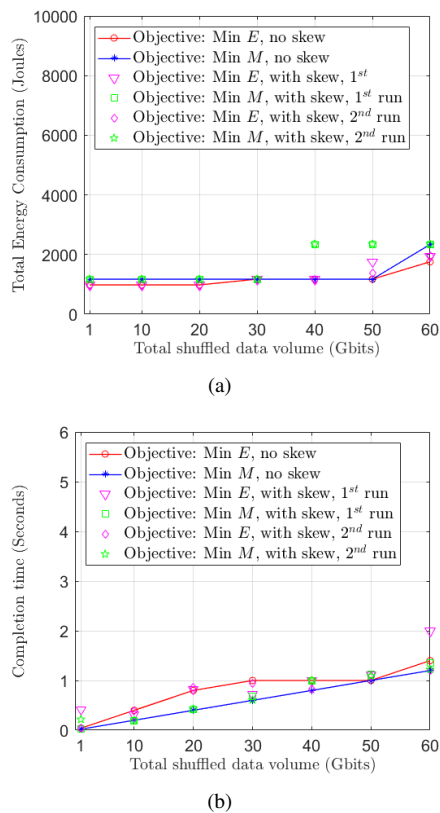 10000
8000
6000
4000
2000
0
Total Energy Consumption (Joules)
Objective: Min E, no skew
Objective: Min M, no skew
Objective: Min E, with skew, 1st
Objective: Min M, with skew, 1st run
Objective: Min E, with skew, 2nd run
Objective: Min M, with skew, 2nd run
1 10 20 30 40 50 60
Total shuffled data volume (Gbits)
(a)
6
5
4
3
2
1
0
Completion time (Seconds)
Objective: Min E, no skew
Objective: Min M, no skew
Objective: Min E, with skew, 1st run
Objective: Min M, with skew, 1st run
Objective: Min E, with skew, 2nd run
Objective: Min M, with skew, 2nd run
1 10 20 30 40 50 60
Total shuffled data volume (Gbits)
(b)